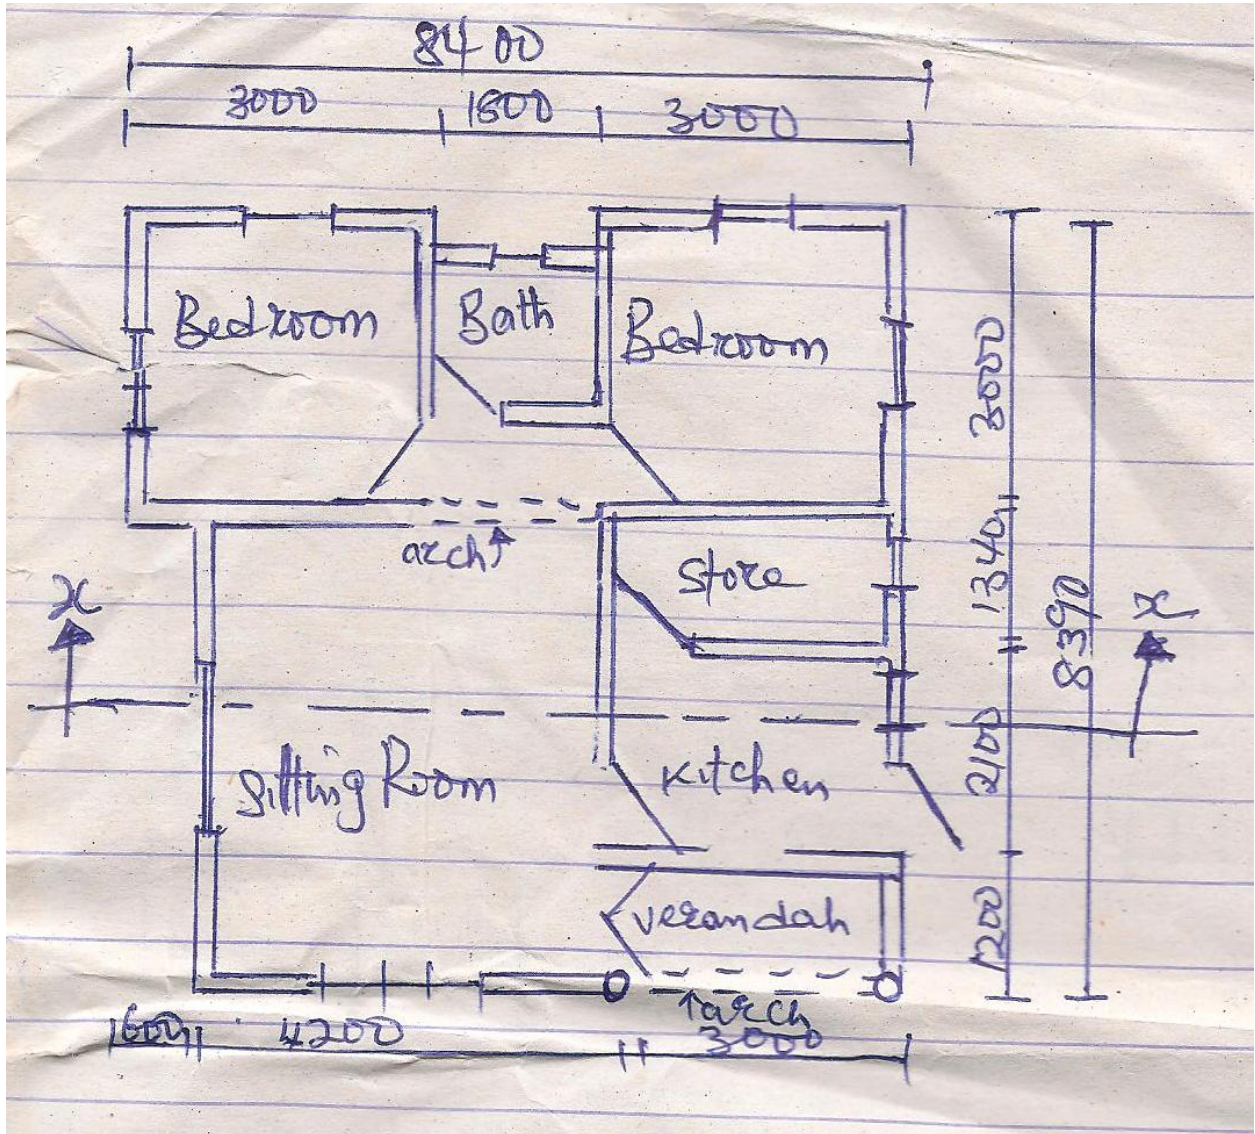 8400
3000 1800 3000
Bedroom Bath Bedroom
3000
arch
store
1340
x x
8390
Sitting Room Kitchen
2100
verandah
1200
arch
600 4200 3000